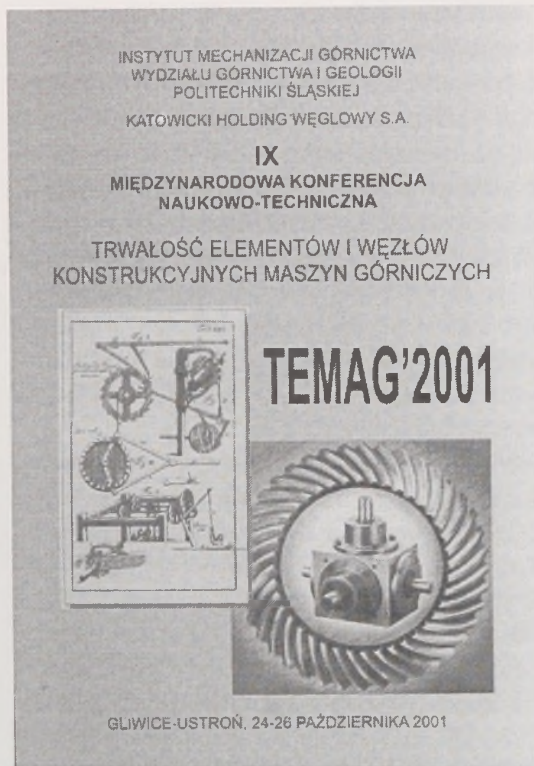 INSTYTUT MECHANIZACJI GÓRNICTWA
WYDZIAŁU GÓRNICTWA I GEOLOGII
POLITECHNIKI ŚLĄSKIEJ
KATOWICKI HOLDING WĘGLOWY S.A.
IX
MIĘDZYNARODOWA KONFERENCJA
NAUKOWO-TECHNICZNA
TRWAŁOŚĆ ELEMENTÓW I WĘZŁÓW
KONSTRUKCYJNYCH MASZYN GÓRNICZYCH
TEMAG'2001
GLIWICE-USTROŃ, 24-26 PAŹDZIERNIKA 2001